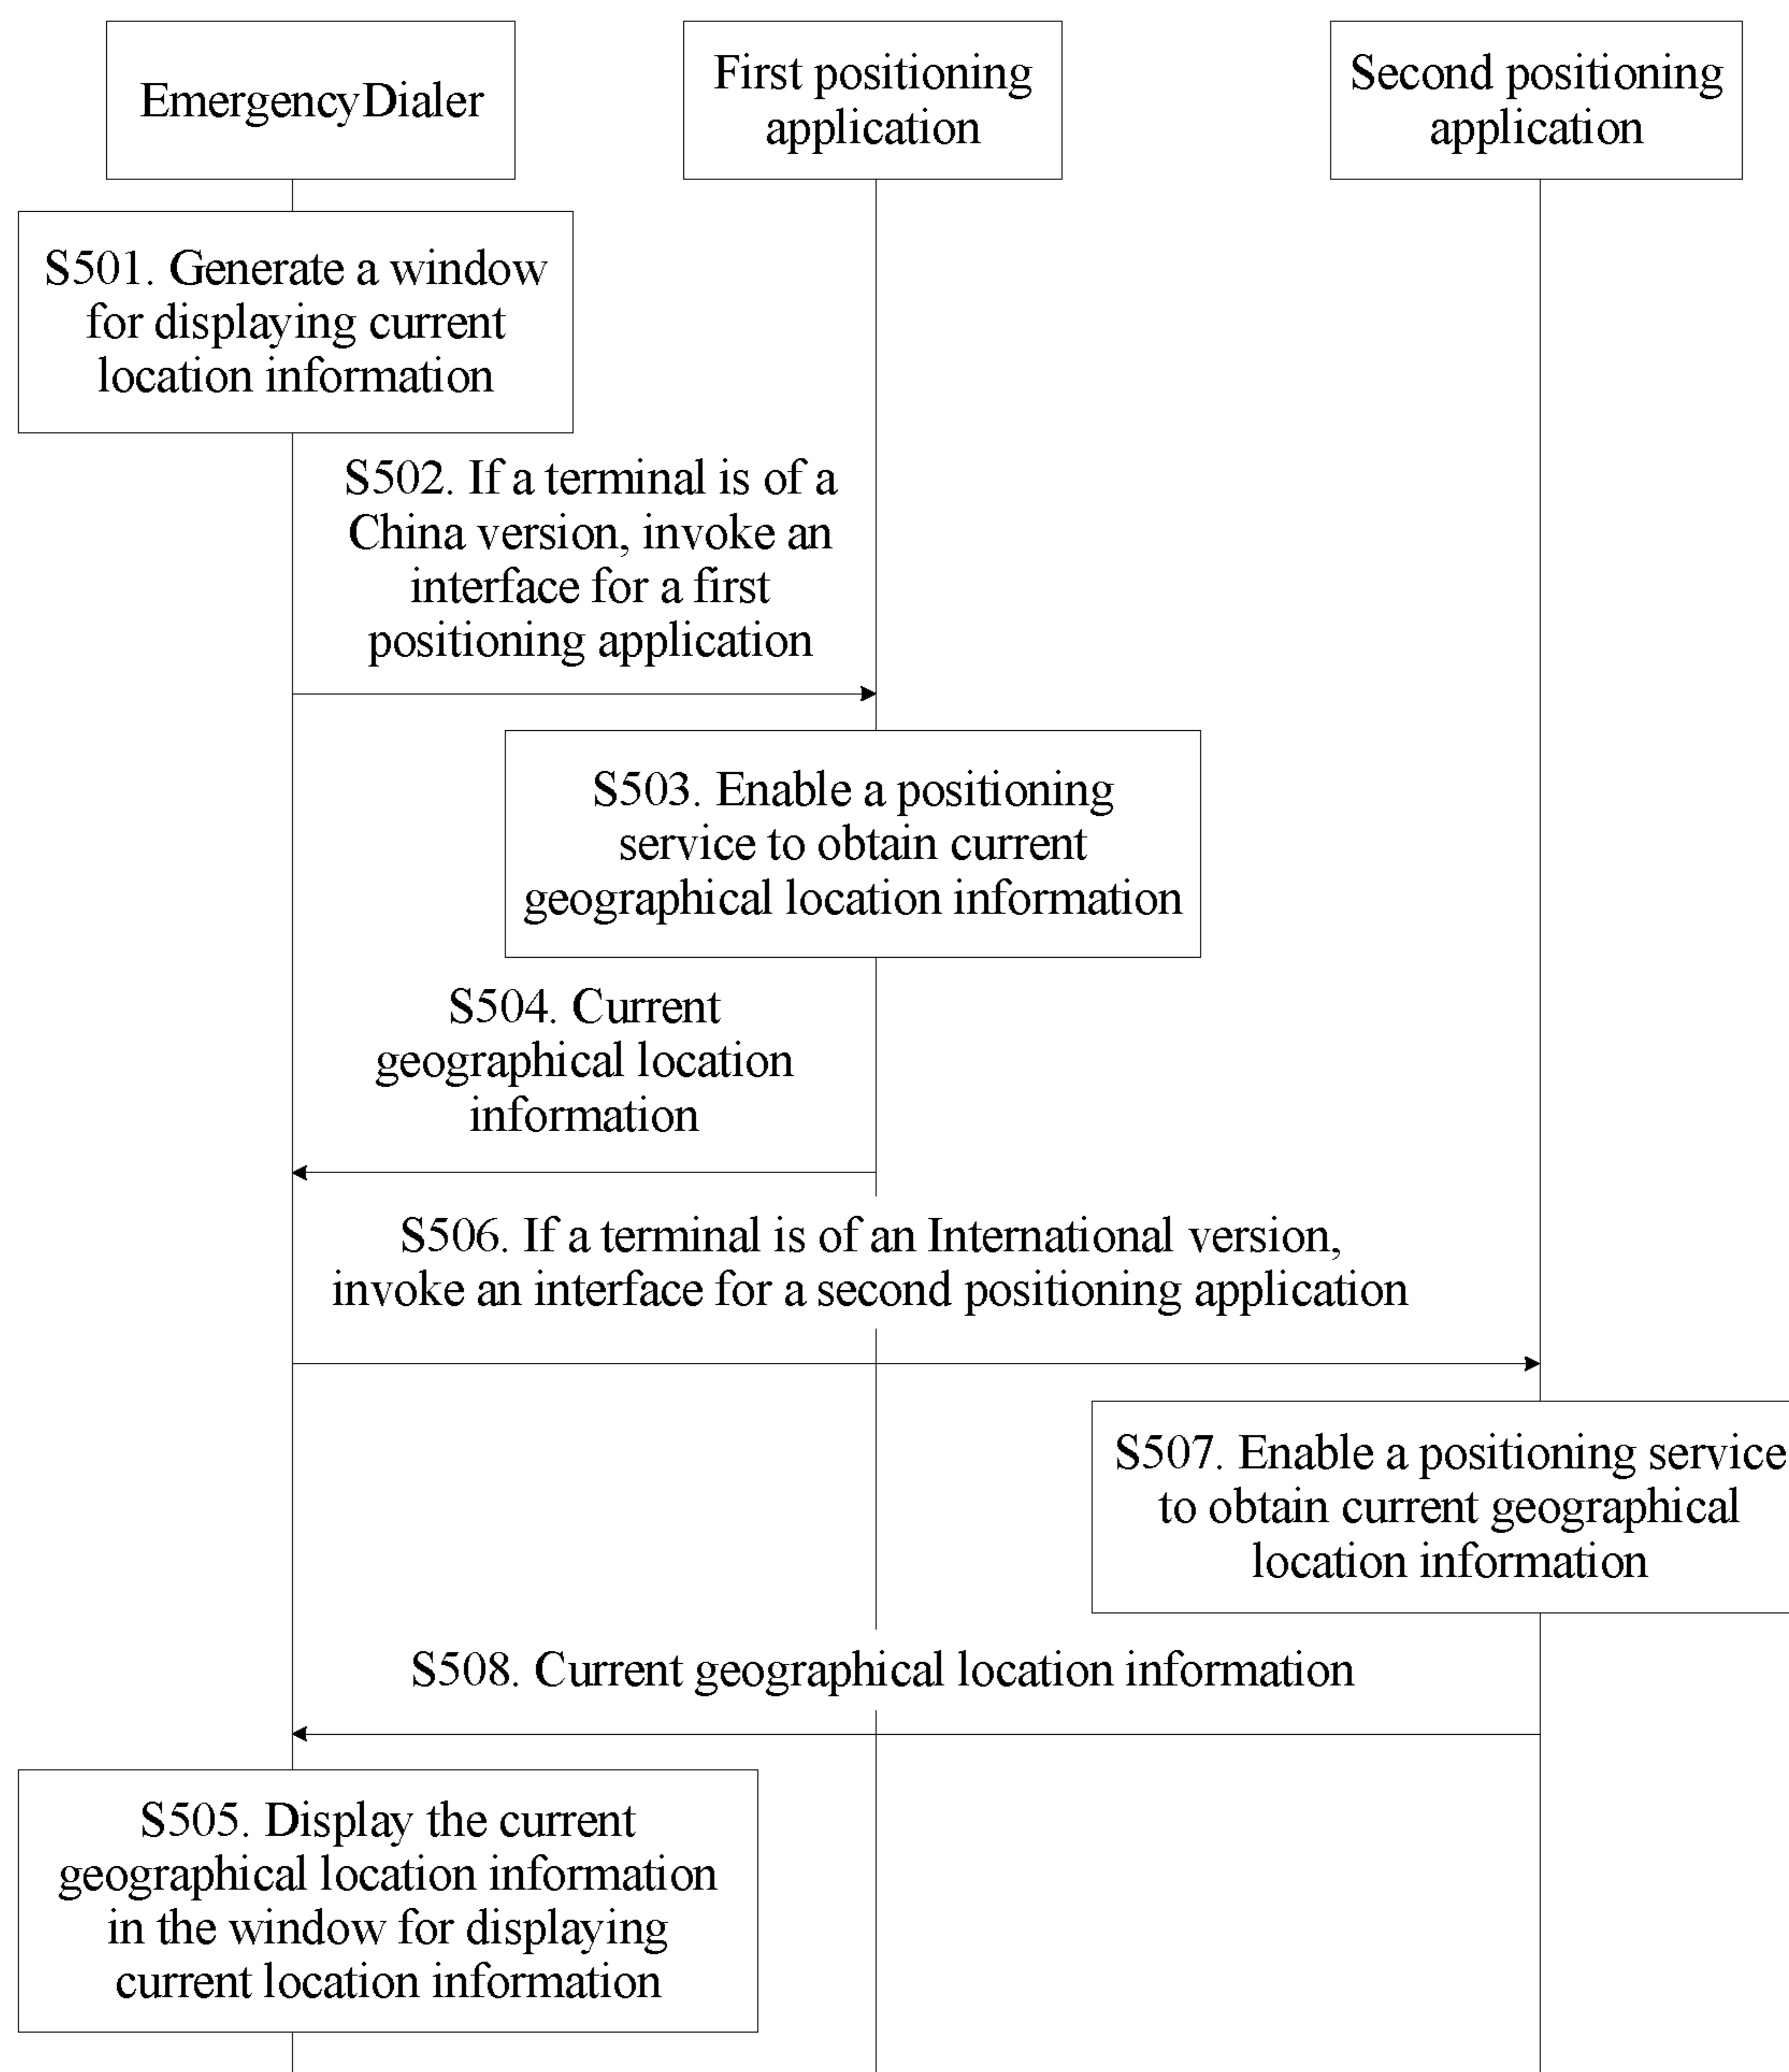 EmergencyDialer
First positioning
application
Second positioning
application
S501. Generate a window
for displaying current
location information
S502. If a terminal is of a
China version, invoke an
interface for a first
positioning application
S503. Enable a positioning
service to obtain current
geographical location information
S504. Current
geographical location
information
S506. If a terminal is of an International version,
invoke an interface for a second positioning application
S507. Enable a positioning service
to obtain current geographical
location information
S508. Current geographical location information
S505. Display the current
geographical location information
in the window for displaying
current location information